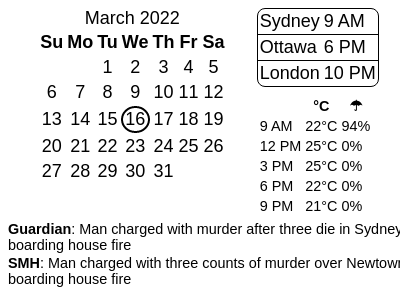 March 2022
Su Mo Tu We Th Fr Sa
1 2 3 4 5
6 7 8 9 10 11 12
13 14 15 16 17 18 19
20 21 22 23 24 25 26
27 28 29 30 31
Sydney 9 AM
Ottawa 6 PM
London 10 PM
°C ☂
9 AM 22°C 94%
12 PM 25°C 0%
3 PM 25°C 0%
6 PM 22°C 0%
9 PM 21°C 0%
Guardian: Man charged with murder after three die in Sydney
boarding house fire
SMH: Man charged with three counts of murder over Newtown
boarding house fire